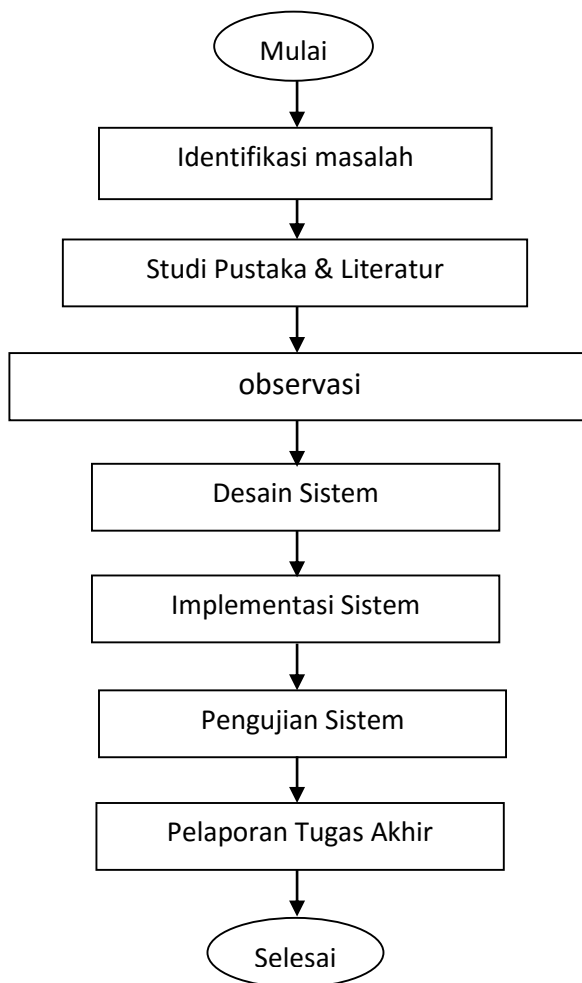 Mulai
Identifikasi masalah
Studi Pustaka & Literatur
observasi
Desain Sistem
Implementasi Sistem
Pengujian Sistem
Pelaporan Tugas Akhir
Selesai